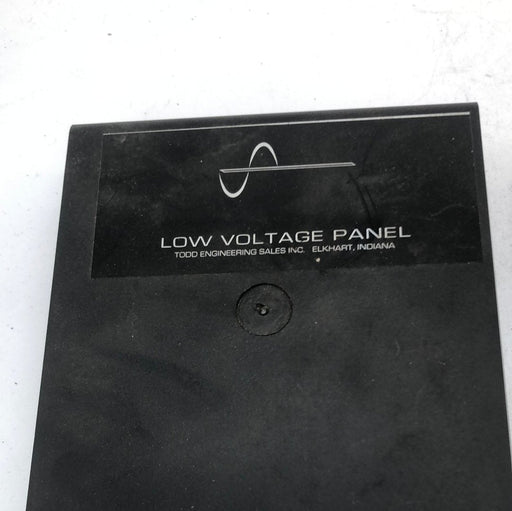 LOW VOLTAGE PANEL
TODD ENGINEERING SALES INC. ELKHART, INDIANA